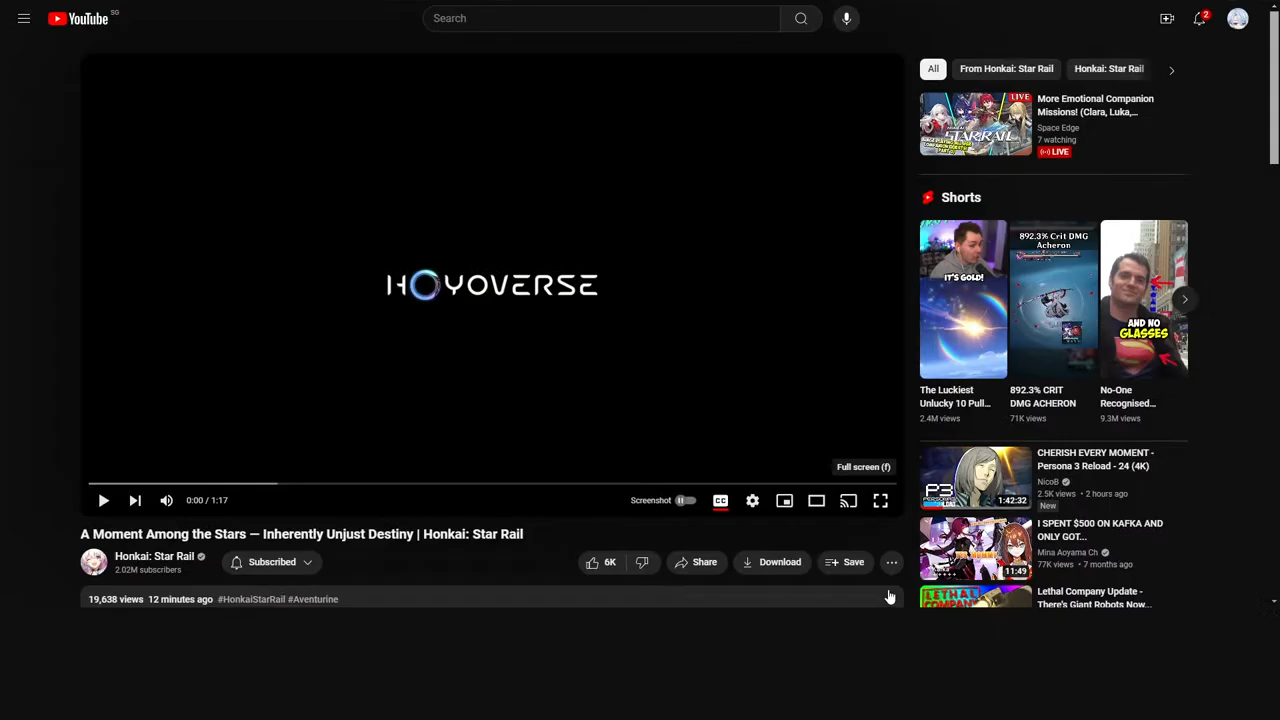 YouTube SG
Search
2
HOYOVERSE
Full screen (f)
0:00 / 1:17
Screenshot
CC
A Moment Among the Stars — Inherently Unjust Destiny | Honkai: Star Rail
Honkai: Star Rail
2.02M subscribers
Subscribed
6K
Share
Download
Save
19,638 views 12 minutes ago #HonkaiStarRail #Aventurine
All
From Honkai: Star Rail
Honkai: Star Rail
LIVE
STAR RAIL
More Emotional Companion
Missions! (Clara, Luka,...
Space Edge
7 watching
LIVE
Shorts
IT'S GOLD!
The Luckiest
Unlucky 10 Pull...
2.4M views
892.3% Crit DMG
Acheron
892.3% CRIT
DMG ACHERON
71K views
AND NO
GLASSES
No-One
Recognised...
9.3M views
P3
1:42:32
CHERISH EVERY MOMENT -
Persona 3 Reload - 24 (4K)
NicoB
2.5K views • 2 hours ago
New
11:49
I SPENT $500 ON KAFKA AND
ONLY GOT...
Mina Aoyama Ch
77K views • 7 months ago
LETHAL
COMPANY
Lethal Company Update -
There's Giant Robots Now...